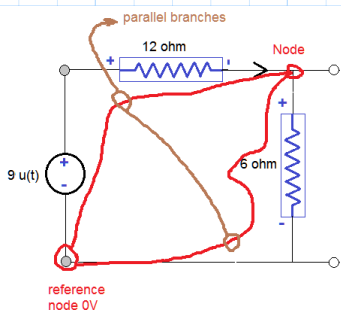 parallel branches
12 ohm
Node
+
-
+
+
9 u(t)
-
6 ohm
-
reference
node 0V